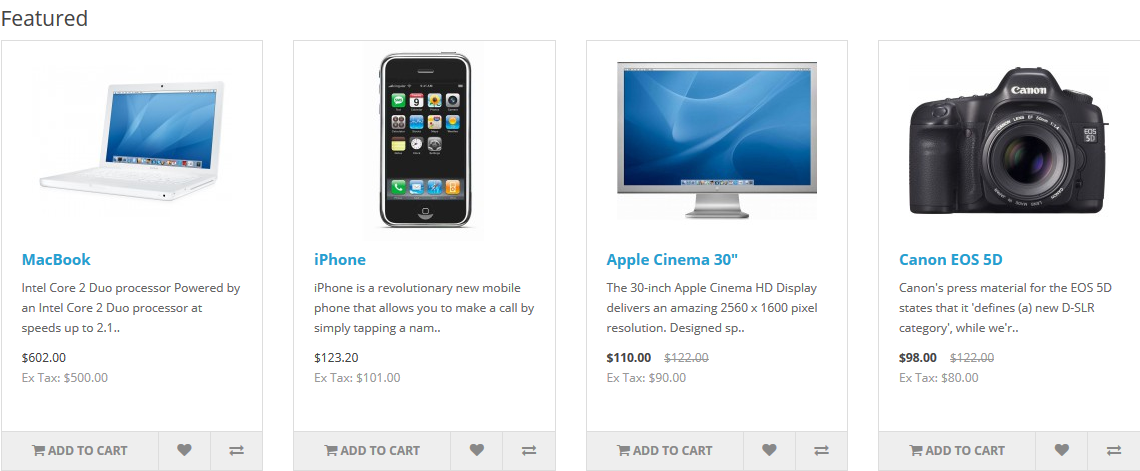 Featured
MacBook
Intel Core 2 Duo processor Powered by
an Intel Core 2 Duo processor at
speeds up to 2.1..
$602.00
Ex Tax: $500.00
ADD TO CART
iPhone
iPhone is a revolutionary new mobile
phone that allows you to make a call by
simply tapping a nam..
$123.20
Ex Tax: $101.00
ADD TO CART
Apple Cinema 30"
The 30-inch Apple Cinema HD Display
delivers an amazing 2560 x 1600 pixel
resolution. Designed sp..
$110.00 $122.00
Ex Tax: $90.00
ADD TO CART
Canon
EOS
5D
Canon EOS 5D
Canon's press material for the EOS 5D
states that it 'defines (a) new D-SLR
category', while we'r..
$98.00 $122.00
Ex Tax: $80.00
ADD TO CART